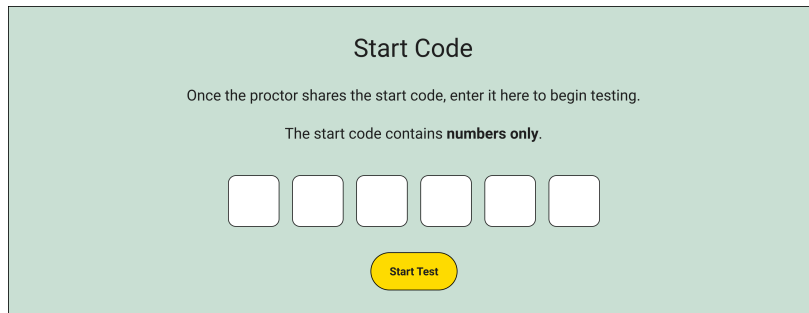 Start Code
Once the proctor shares the start code, enter it here to begin testing.
The start code contains numbers only.
Start Test